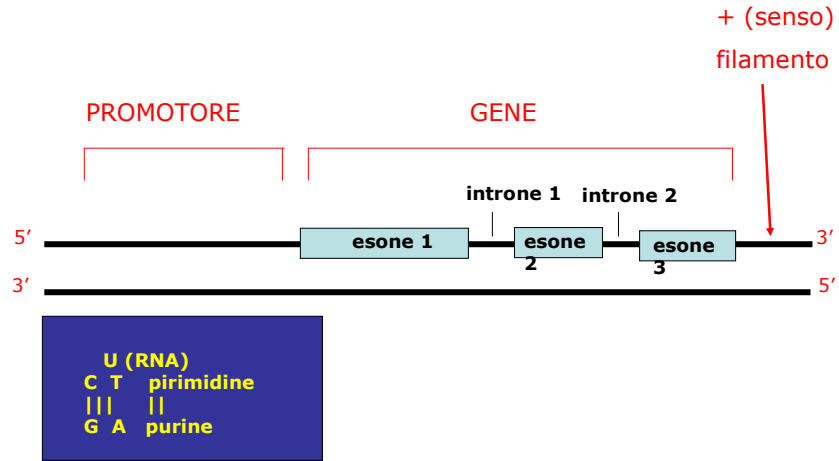 + (senso)
filamento
PROMOTORE
GENE
introne 1
introne 2
5’
esone 1
esone
2
esone
3
3’
3’
5’
U (RNA)
C T pirimidine
||| ||
G A purine